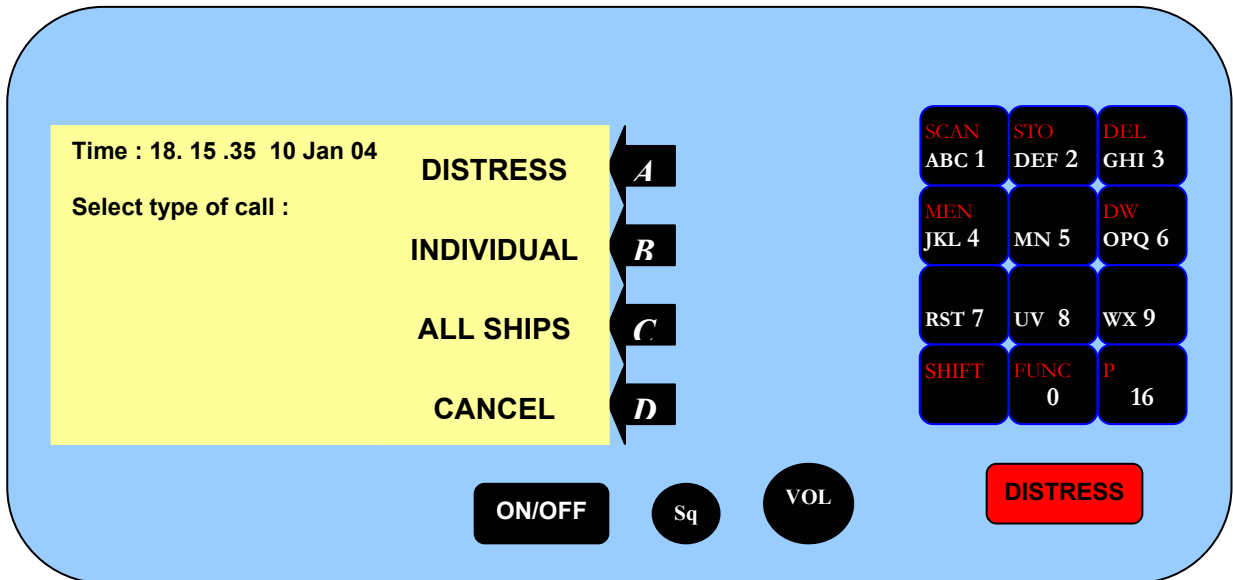 Time : 18. 15 .35 10 Jan 04
Select type of call :
DISTRESS A
INDIVIDUAL B
ALL SHIPS C
CANCEL D
SCAN STO DEL
ABC 1 DEF 2 GHI 3
MEN DW
JKL 4 MN 5 OPQ 6
RST 7 UV 8 WX 9
SHIFT FUNC P
0 16
ON/OFF Sq VOL DISTRESS